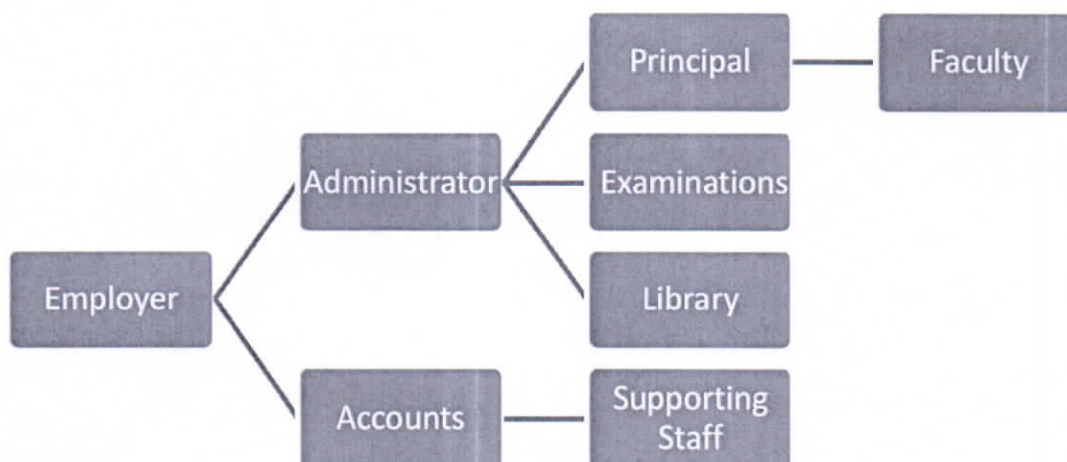 Principal
Faculty
Administrator
Examinations
Employer
Library
Accounts
Supporting
Staff